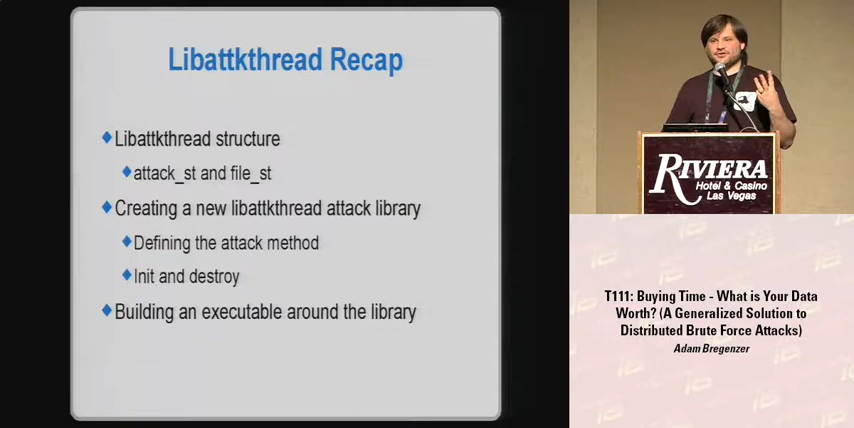 Libattkthread Recap
Libattkthread structure
attack_st and file_st
Creating a new libattkthread attack library
Defining the attack method
Init and destroy
Building an executable around the library
RIVIERA
Hotel & Casino
Las Vegas
T111: Buying Time - What is Your Data
Worth? (A Generalized Solution to
Distributed Brute Force Attacks)
Adam Bregenzer